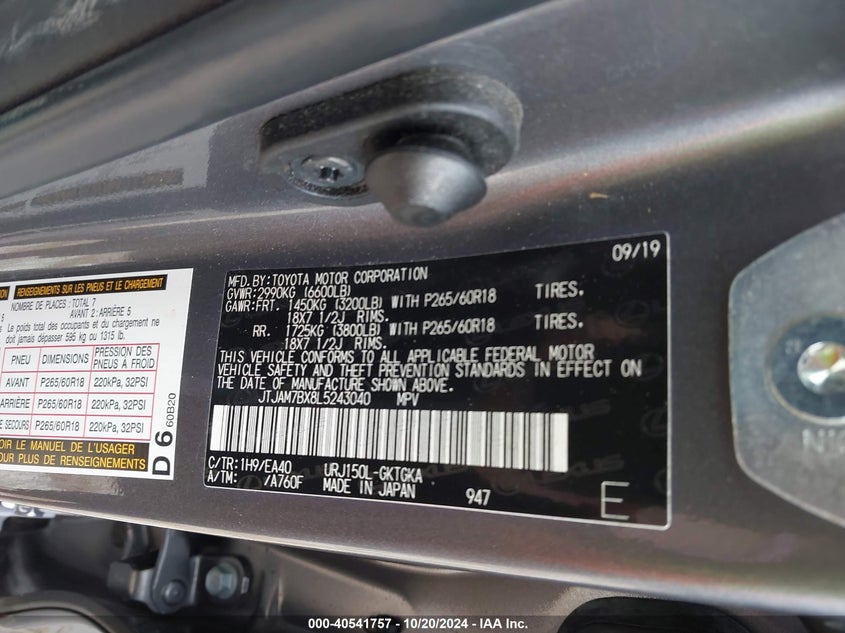 RENSEIGNEMENTS SUR LES PNEUS ET LE CHARGEMENT
NOMBRE DE PLACES : TOTAL 7
AVANT 2 : ARRIÈRE 5
Le poids total des occupants et du chargement ne
doit jamais dépasser 595 kg ou 1315 lb.
PNEU DIMENSIONS PRESSION DES PNEUS À FROID
AVANT P265/60R18 220kPa, 32PSI
ARRIÈRE P265/60R18 220kPa, 32PSI
SECOURS P265/60R18 220kPa, 32PSI
VOIR LE MANUEL DE L'USAGER
POUR PLUS DE RENSEIGNEMENTS
D6 60B20
09/19
MFD.BY:TOYOTA MOTOR CORPORATION
GVWR:2990KG (6600LB)
GAWR:FRT. 1450KG (3200LB) WITH P265/60R18 TIRES.
18X7 1/2J RIMS.
RR. 1725KG (3800LB) WITH P265/60R18 TIRES.
18X7 1/2J RIMS.
THIS VEHICLE CONFORMS TO ALL APPLICABLE FEDERAL MOTOR
VEHICLE SAFETY AND THEFT PREVENTION STANDARDS IN EFFECT ON
THE DATE OF MANUFACTURE SHOWN ABOVE.
JTJAM7BX8L5243040 MPV
C/TR:1H9/EA40 URJ150L-GKTGKA
A/TM: /A760F MADE IN JAPAN 947 E
000-40541757 - 10/20/2024 - IAA Inc.